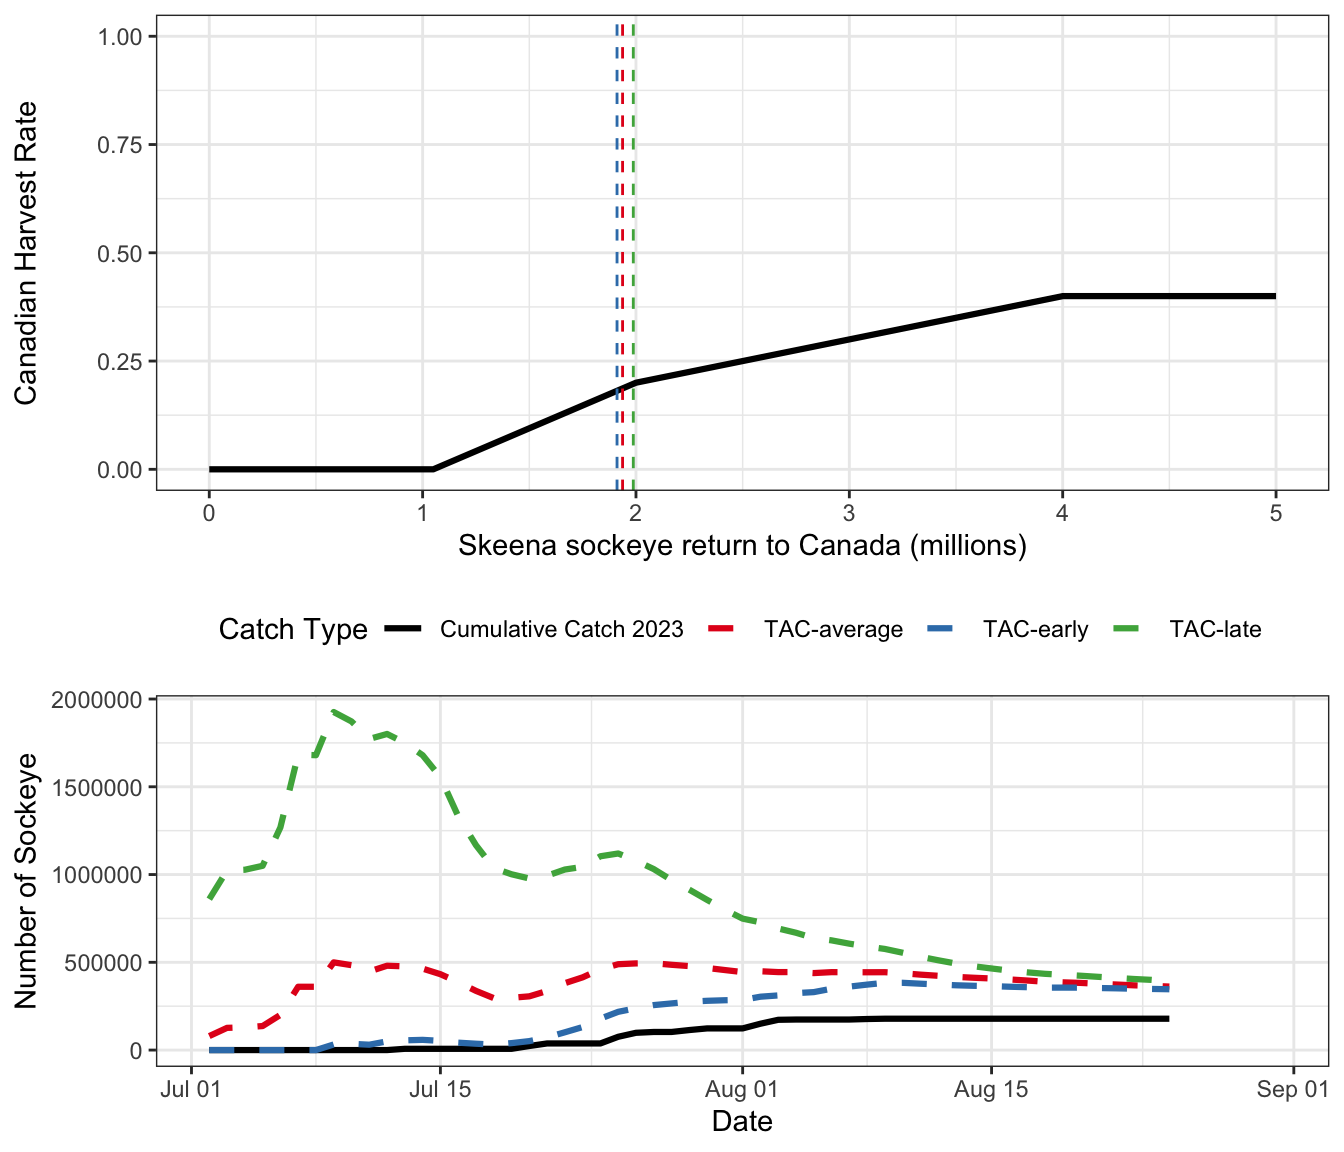 Canadian Harvest Rate
1.00
0.75
0.50
0.25
0.00
0 1 2 3 4 5
Skeena sockeye return to Canada (millions)
Catch Type Cumulative Catch 2023 TAC-average TAC-early TAC-late
Number of Sockeye
2000000
1500000
1000000
500000
0
Jul 01 Jul 15 Aug 01 Aug 15 Sep 01
Date